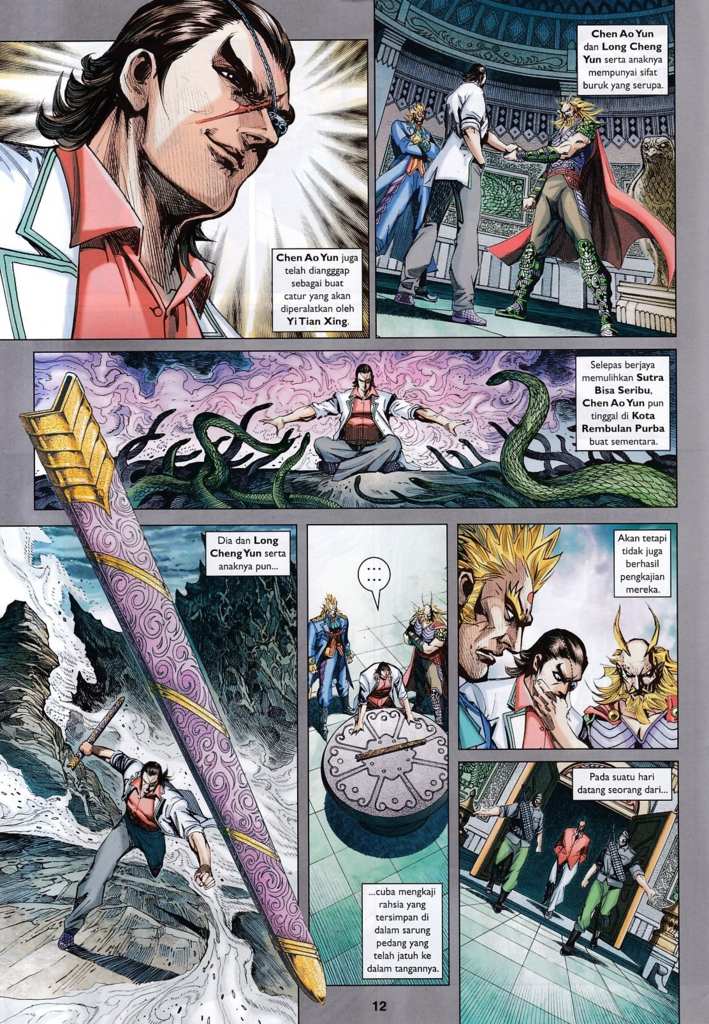 Chen Ao Yun juga
telah diangggap
sebagai buat
catur yang akan
diperalatkan oleh
Yi Tian Xing.
Chen Ao Yun
dan Long Cheng
Yun serta anaknya
mempunyai sifat
buruk yang serupa.
Selepas berjaya
memulihkan Sutra
Bisa Seribu,
Chen Ao Yun pun
tinggal di Kota
Rembulan Purba
buat sementara.
Dia dan Long
Cheng Yun serta
anaknya pun...
...
...
...cuba mengkaji
rahsia yang
tersimpan di
dalam sarung
pedang yang
telah jatuh ke
dalam tangannya.
Akan tetapi
tidak juga
berhasil
pengkajian
mereka.
Pada suatu hari
datang seorang dari...
12